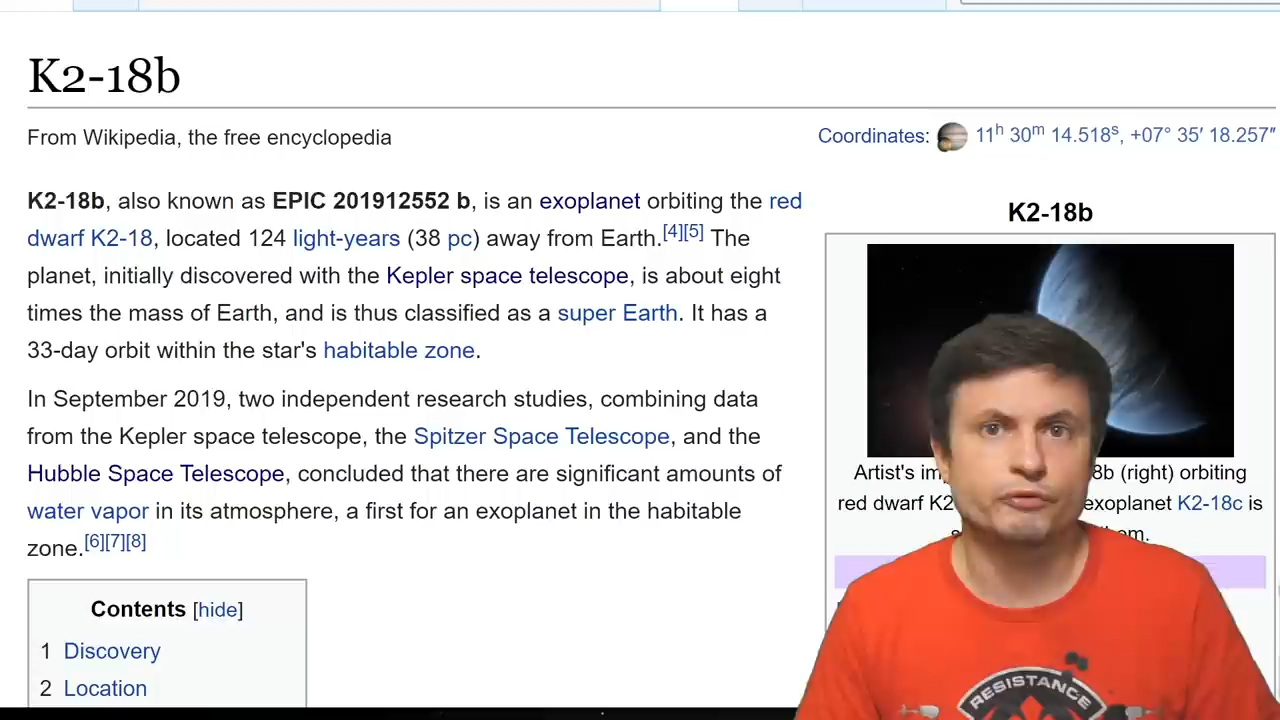 K2-18b
From Wikipedia, the free encyclopedia
Coordinates: 11h 30m 14.518s, +07° 35′ 18.257″
K2-18b, also known as EPIC 201912552 b, is an exoplanet orbiting the red
dwarf K2-18, located 124 light-years (38 pc) away from Earth.[4][5] The
planet, initially discovered with the Kepler space telescope, is about eight
times the mass of Earth, and is thus classified as a super Earth. It has a
33-day orbit within the star's habitable zone.
In September 2019, two independent research studies, combining data
from the Kepler space telescope, the Spitzer Space Telescope, and the
Hubble Space Telescope, concluded that there are significant amounts of
water vapor in its atmosphere, a first for an exoplanet in the habitable
zone.[6][7][8]
Contents [hide]
1 Discovery
2 Location
K2-18b
Artist's 8b (right) orbiting
red dwarf exoplanet K2-18c is
RESISTANCE